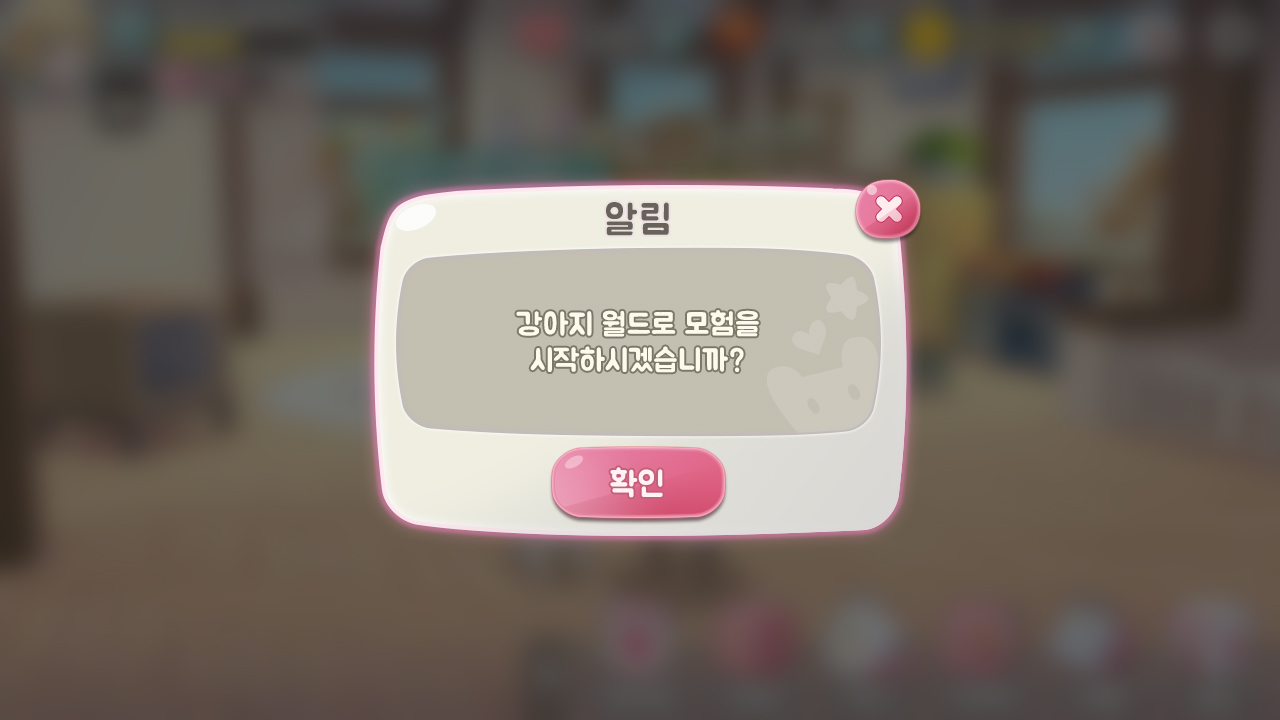 알림
강아지 월드로 모험을
시작하시겠습니까?
확인